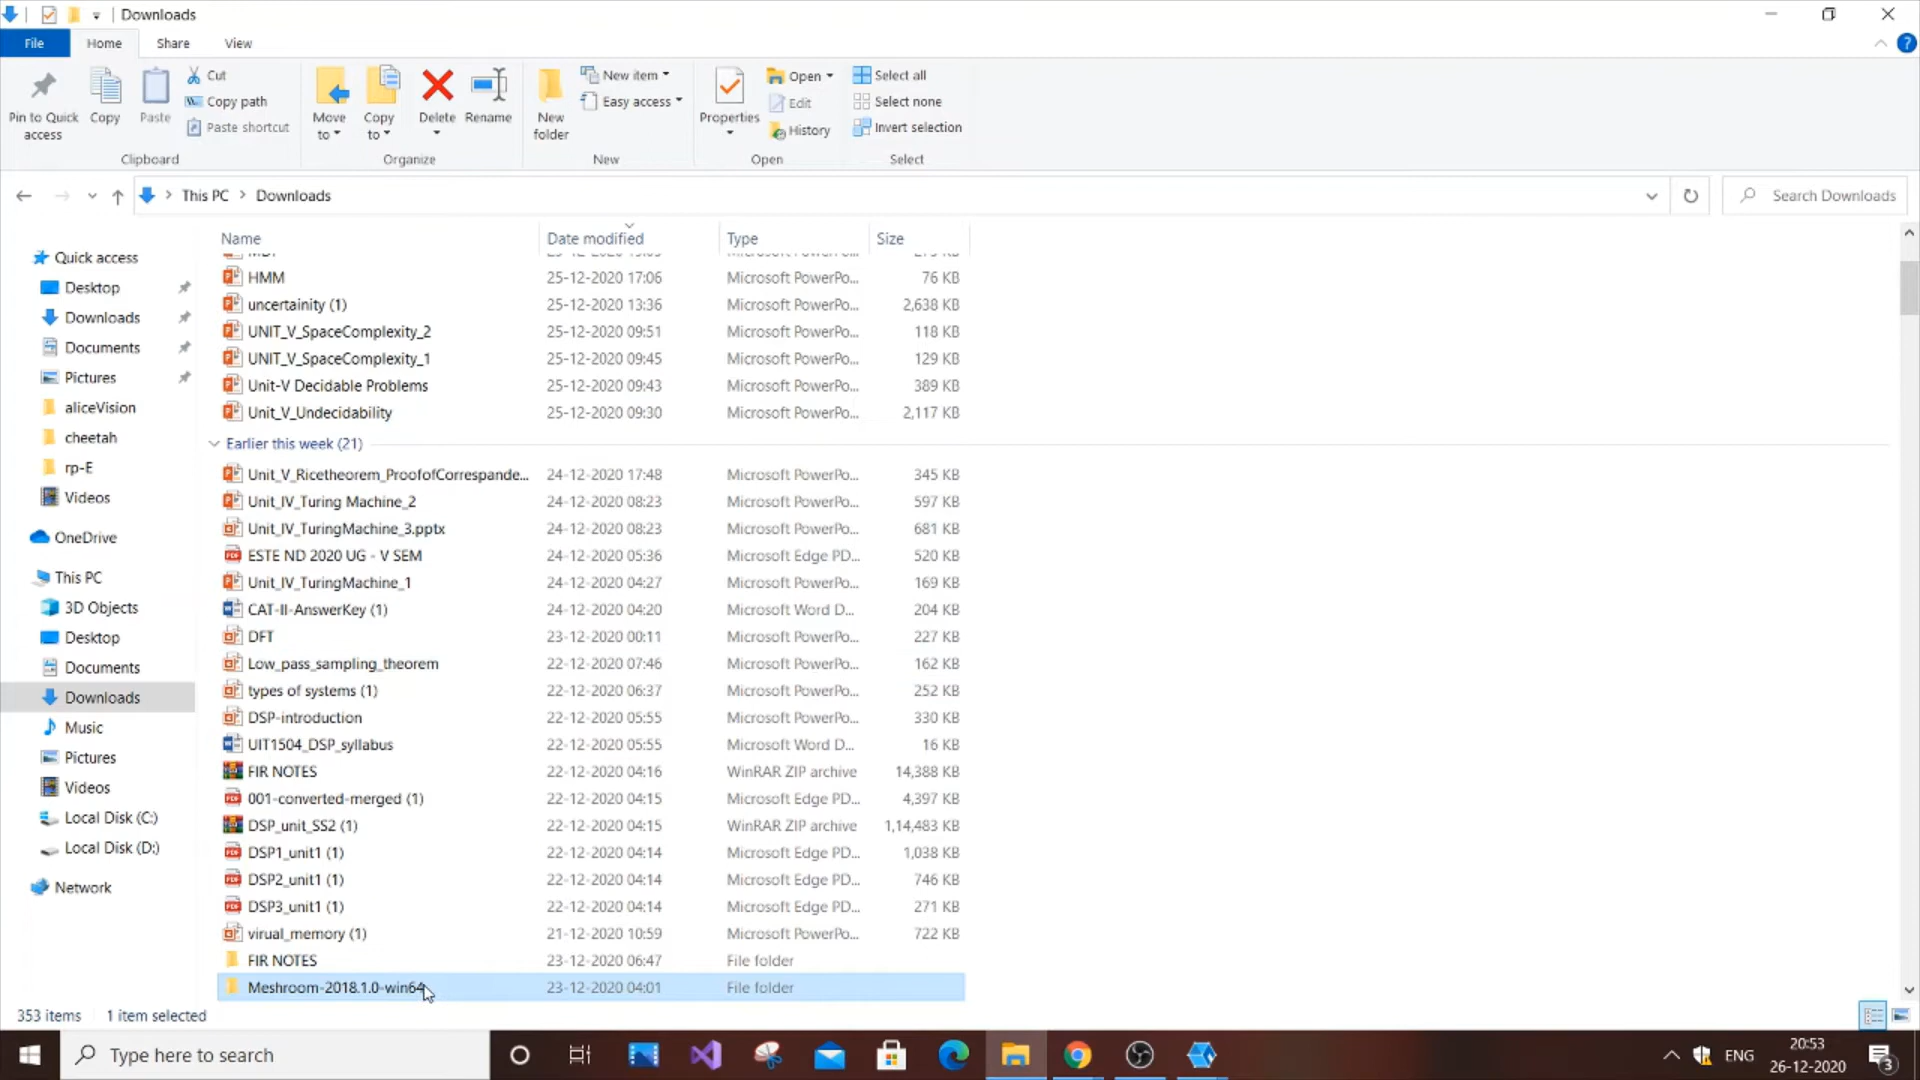 Downloads
File Home Share View
Pin to Quick access
Copy
Paste
Cut
Copy path
Paste shortcut
Clipboard
Move to
Copy to
Delete
Rename
Organize
New folder
New item
Easy access
New
Properties
Open
Edit
History
Open
Select all
Select none
Invert selection
Select
This PC > Downloads
Search Downloads
Quick access
Desktop
Downloads
Documents
Pictures
aliceVision
cheetah
rp-E
Videos
OneDrive
This PC
3D Objects
Desktop
Documents
Downloads
Music
Pictures
Videos
Local Disk (C:)
Local Disk (D:)
Network
Name Date modified Type Size
HMM 25-12-2020 17:06 Microsoft PowerPo... 76 KB
uncertainity (1) 25-12-2020 13:36 Microsoft PowerPo... 2,638 KB
UNIT_V_SpaceComplexity_2 25-12-2020 09:51 Microsoft PowerPo... 118 KB
UNIT_V_SpaceComplexity_1 25-12-2020 09:45 Microsoft PowerPo... 129 KB
Unit-V Decidable Problems 25-12-2020 09:43 Microsoft PowerPo... 389 KB
Unit_V_Undecidability 25-12-2020 09:30 Microsoft PowerPo... 2,117 KB
Earlier this week (21)
Unit_V_Ricetheorem_ProofofCorrespande... 24-12-2020 17:48 Microsoft PowerPo... 345 KB
Unit_IV_Turing Machine_2 24-12-2020 08:23 Microsoft PowerPo... 597 KB
Unit_IV_TuringMachine_3.pptx 24-12-2020 08:23 Microsoft PowerPo... 681 KB
ESTE ND 2020 UG - V SEM 24-12-2020 05:36 Microsoft Edge PD... 520 KB
Unit_IV_TuringMachine_1 24-12-2020 04:27 Microsoft PowerPo... 169 KB
CAT-II-AnswerKey (1) 24-12-2020 04:20 Microsoft Word D... 204 KB
DFT 23-12-2020 00:11 Microsoft PowerPo... 227 KB
Low_pass_sampling_theorem 22-12-2020 07:46 Microsoft PowerPo... 162 KB
types of systems (1) 22-12-2020 06:37 Microsoft PowerPo... 252 KB
DSP-introduction 22-12-2020 05:55 Microsoft PowerPo... 330 KB
UIT1504_DSP_syllabus 22-12-2020 05:55 Microsoft Word D... 16 KB
FIR NOTES 22-12-2020 04:16 WinRAR ZIP archive 14,388 KB
001-converted-merged (1) 22-12-2020 04:15 Microsoft Edge PD... 4,397 KB
DSP_unit_SS2 (1) 22-12-2020 04:15 WinRAR ZIP archive 1,14,483 KB
DSP1_unit1 (1) 22-12-2020 04:14 Microsoft Edge PD... 1,038 KB
DSP2_unit1 (1) 22-12-2020 04:14 Microsoft Edge PD... 746 KB
DSP3_unit1 (1) 22-12-2020 04:14 Microsoft Edge PD... 271 KB
virual_memory (1) 21-12-2020 10:59 Microsoft PowerPo... 722 KB
FIR NOTES 23-12-2020 06:47 File folder
Meshroom-2018.1.0-win64 23-12-2020 04:01 File folder
353 items 1 item selected
Type here to search
ENG
20:53
26-12-2020
3